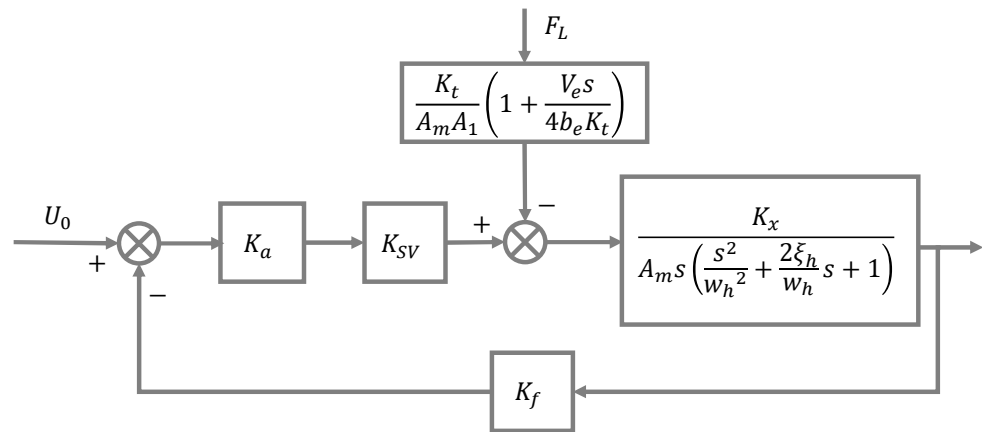 F_L
K_t/(A_m A_1) (1 + V_e s/(4b_e K_t))
U_0
+
−
K_a
K_SV
+
−
K_x/(A_m s (s^2/w_h^2 + (2ξ_h/w_h) s + 1))
K_f